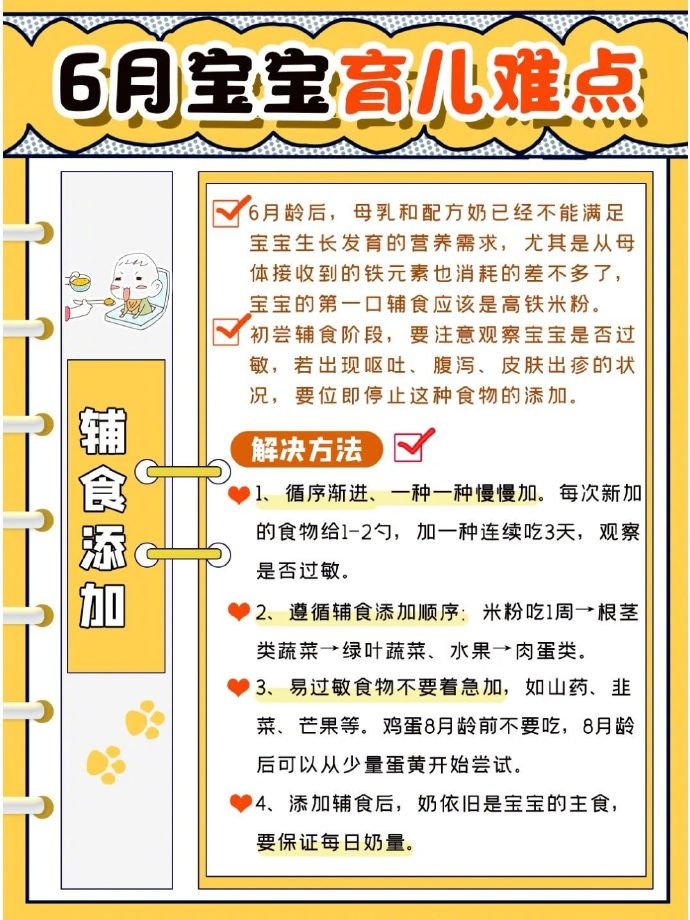 6月宝宝育儿难点
辅食添加
6月龄后，母乳和配方奶已经不能满足
宝宝生长发育的营养需求，尤其是从母
体接收到的铁元素也消耗的差不多了，
宝宝的第一口辅食应该是高铁米粉。
初尝辅食阶段，要注意观察宝宝是否过
敏，若出现呕吐、腹泻、皮肤出疹的状
况，要位即停止这种食物的添加。
解决方法
1、循序渐进、一种一种慢慢加。每次新加
的食物给1-2勺，加一种连续吃3天，观察
是否过敏。
2、遵循辅食添加顺序：米粉吃1周→根茎
类蔬菜→绿叶蔬菜、水果→肉蛋类。
3、易过敏食物不要着急加，如山药、韭
菜、芒果等。鸡蛋8月龄前不要吃，8月龄
后可以从少量蛋黄开始尝试。
4、添加辅食后，奶依旧是宝宝的主食，
要保证每日奶量。